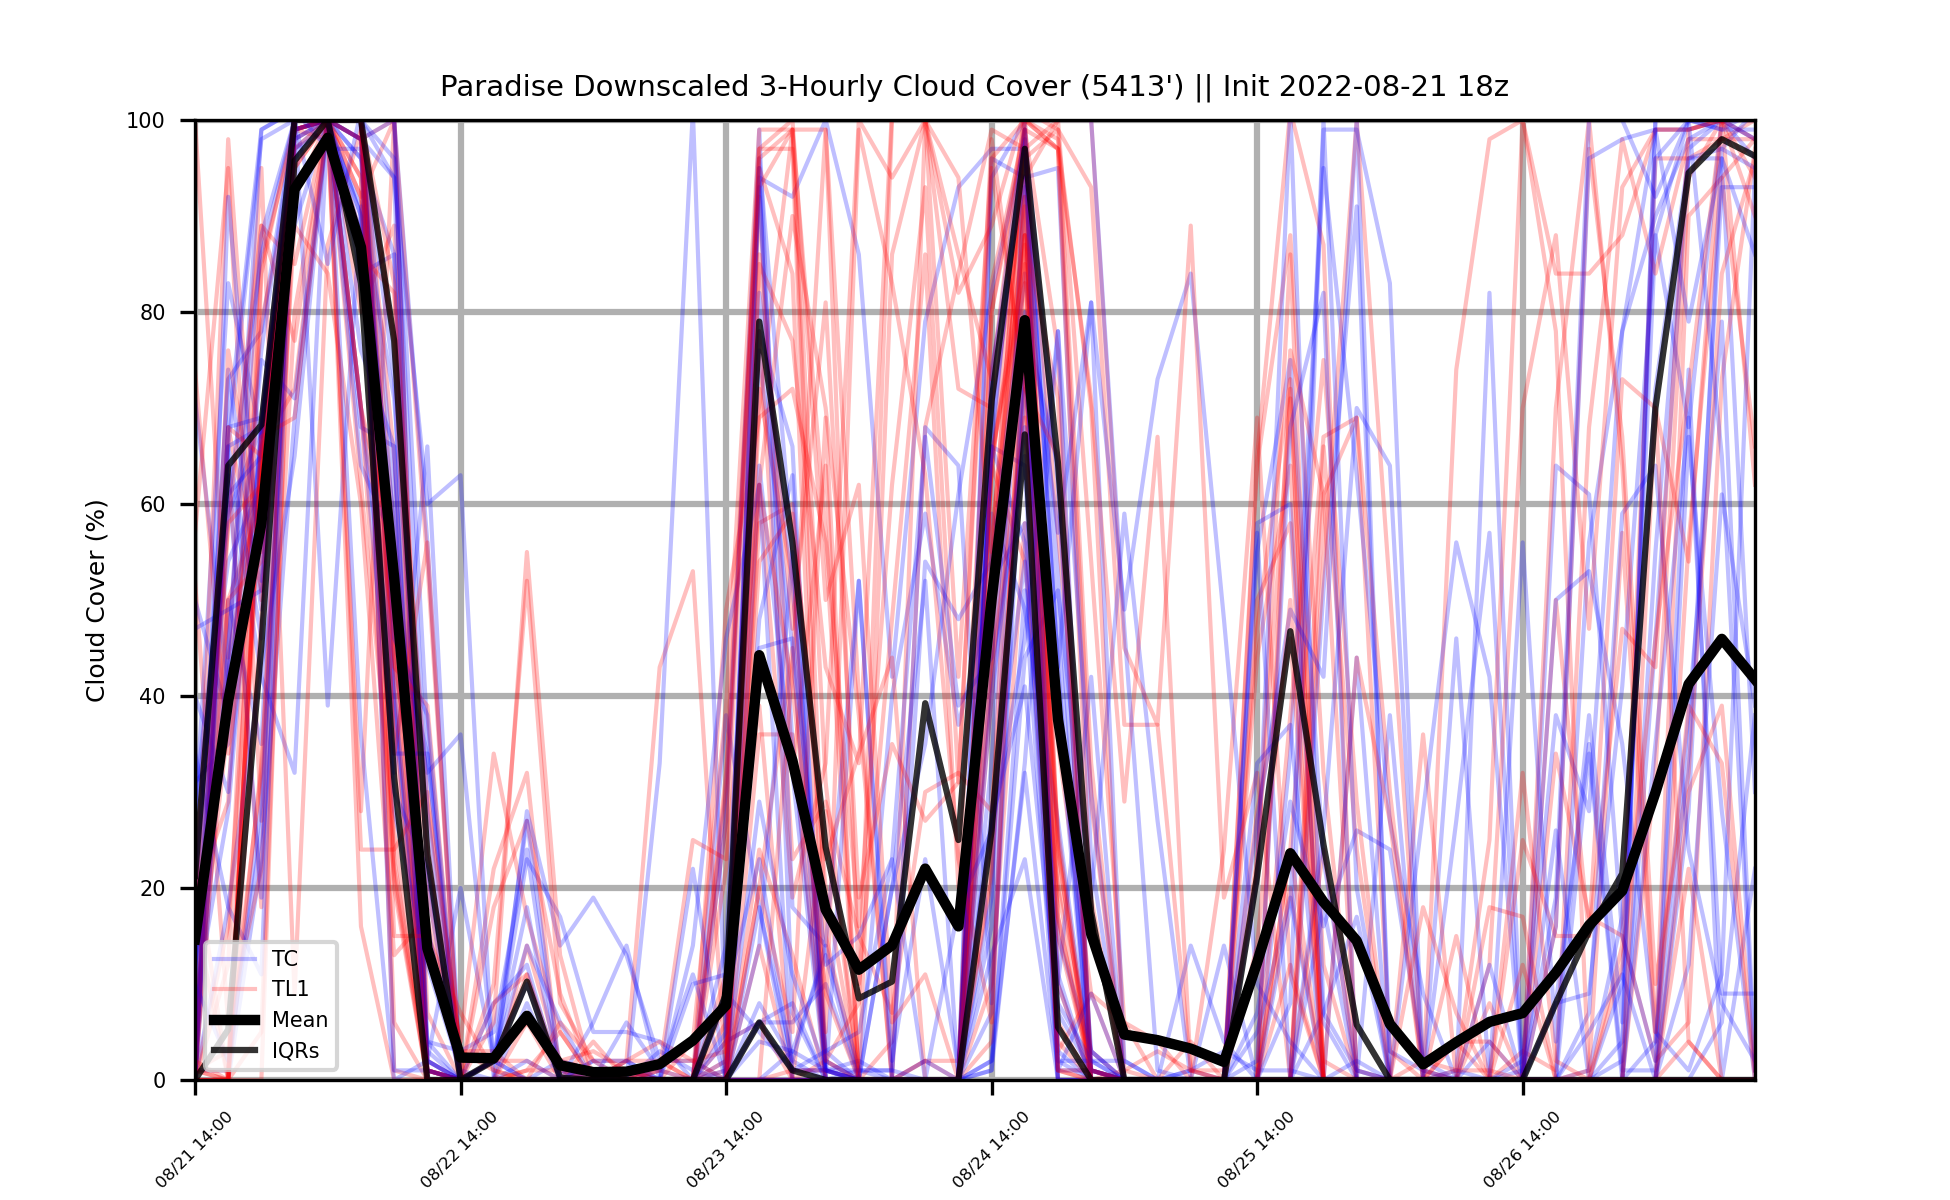 Paradise Downscaled 3-Hourly Cloud Cover (5413') || Init 2022-08-21 18z
Cloud Cover (%)
100
80
60
40
20
0
TC
TL1
Mean
IQRs
08/21 14:00
08/22 14:00
08/23 14:00
08/24 14:00
08/25 14:00
08/26 14:00